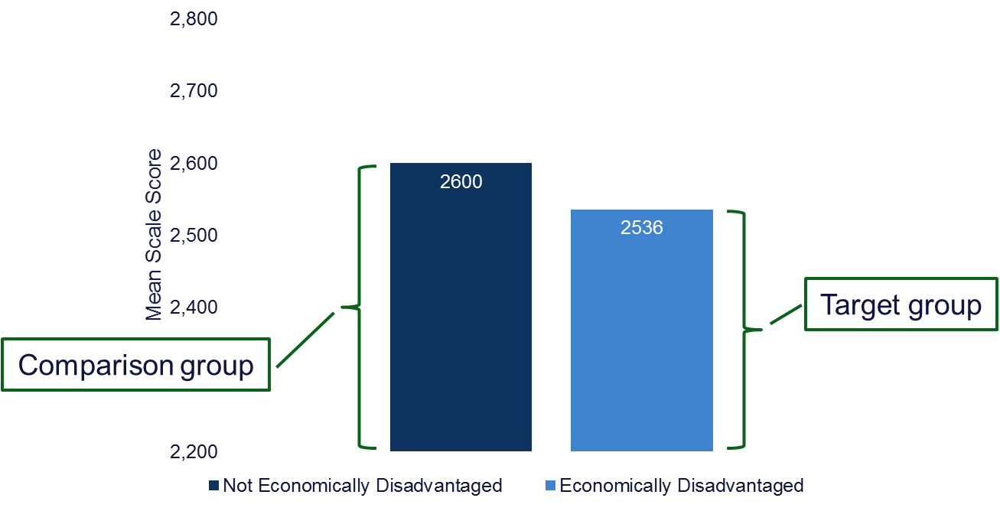 2,800
2,700
2,600
2,500
2,400
2,200
Mean Scale Score
2600
2536
Comparison group
Target group
Not Economically Disadvantaged
Economically Disadvantaged